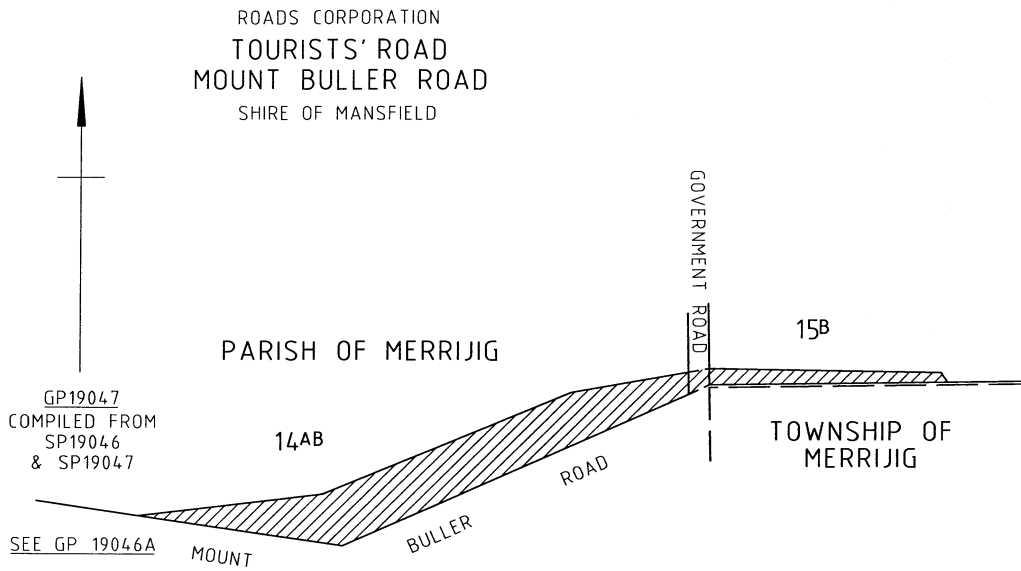 ROADS CORPORATION
TOURISTS' ROAD
MOUNT BULLER ROAD
SHIRE OF MANSFIELD
GOVERNMENT ROAD
15B
PARISH OF MERRIJIG
GP19047
COMPILED FROM
SP19046
& SP19047
14AB
TOWNSHIP OF
MERRIJIG
SEE GP 19046A
MOUNT BULLER ROAD